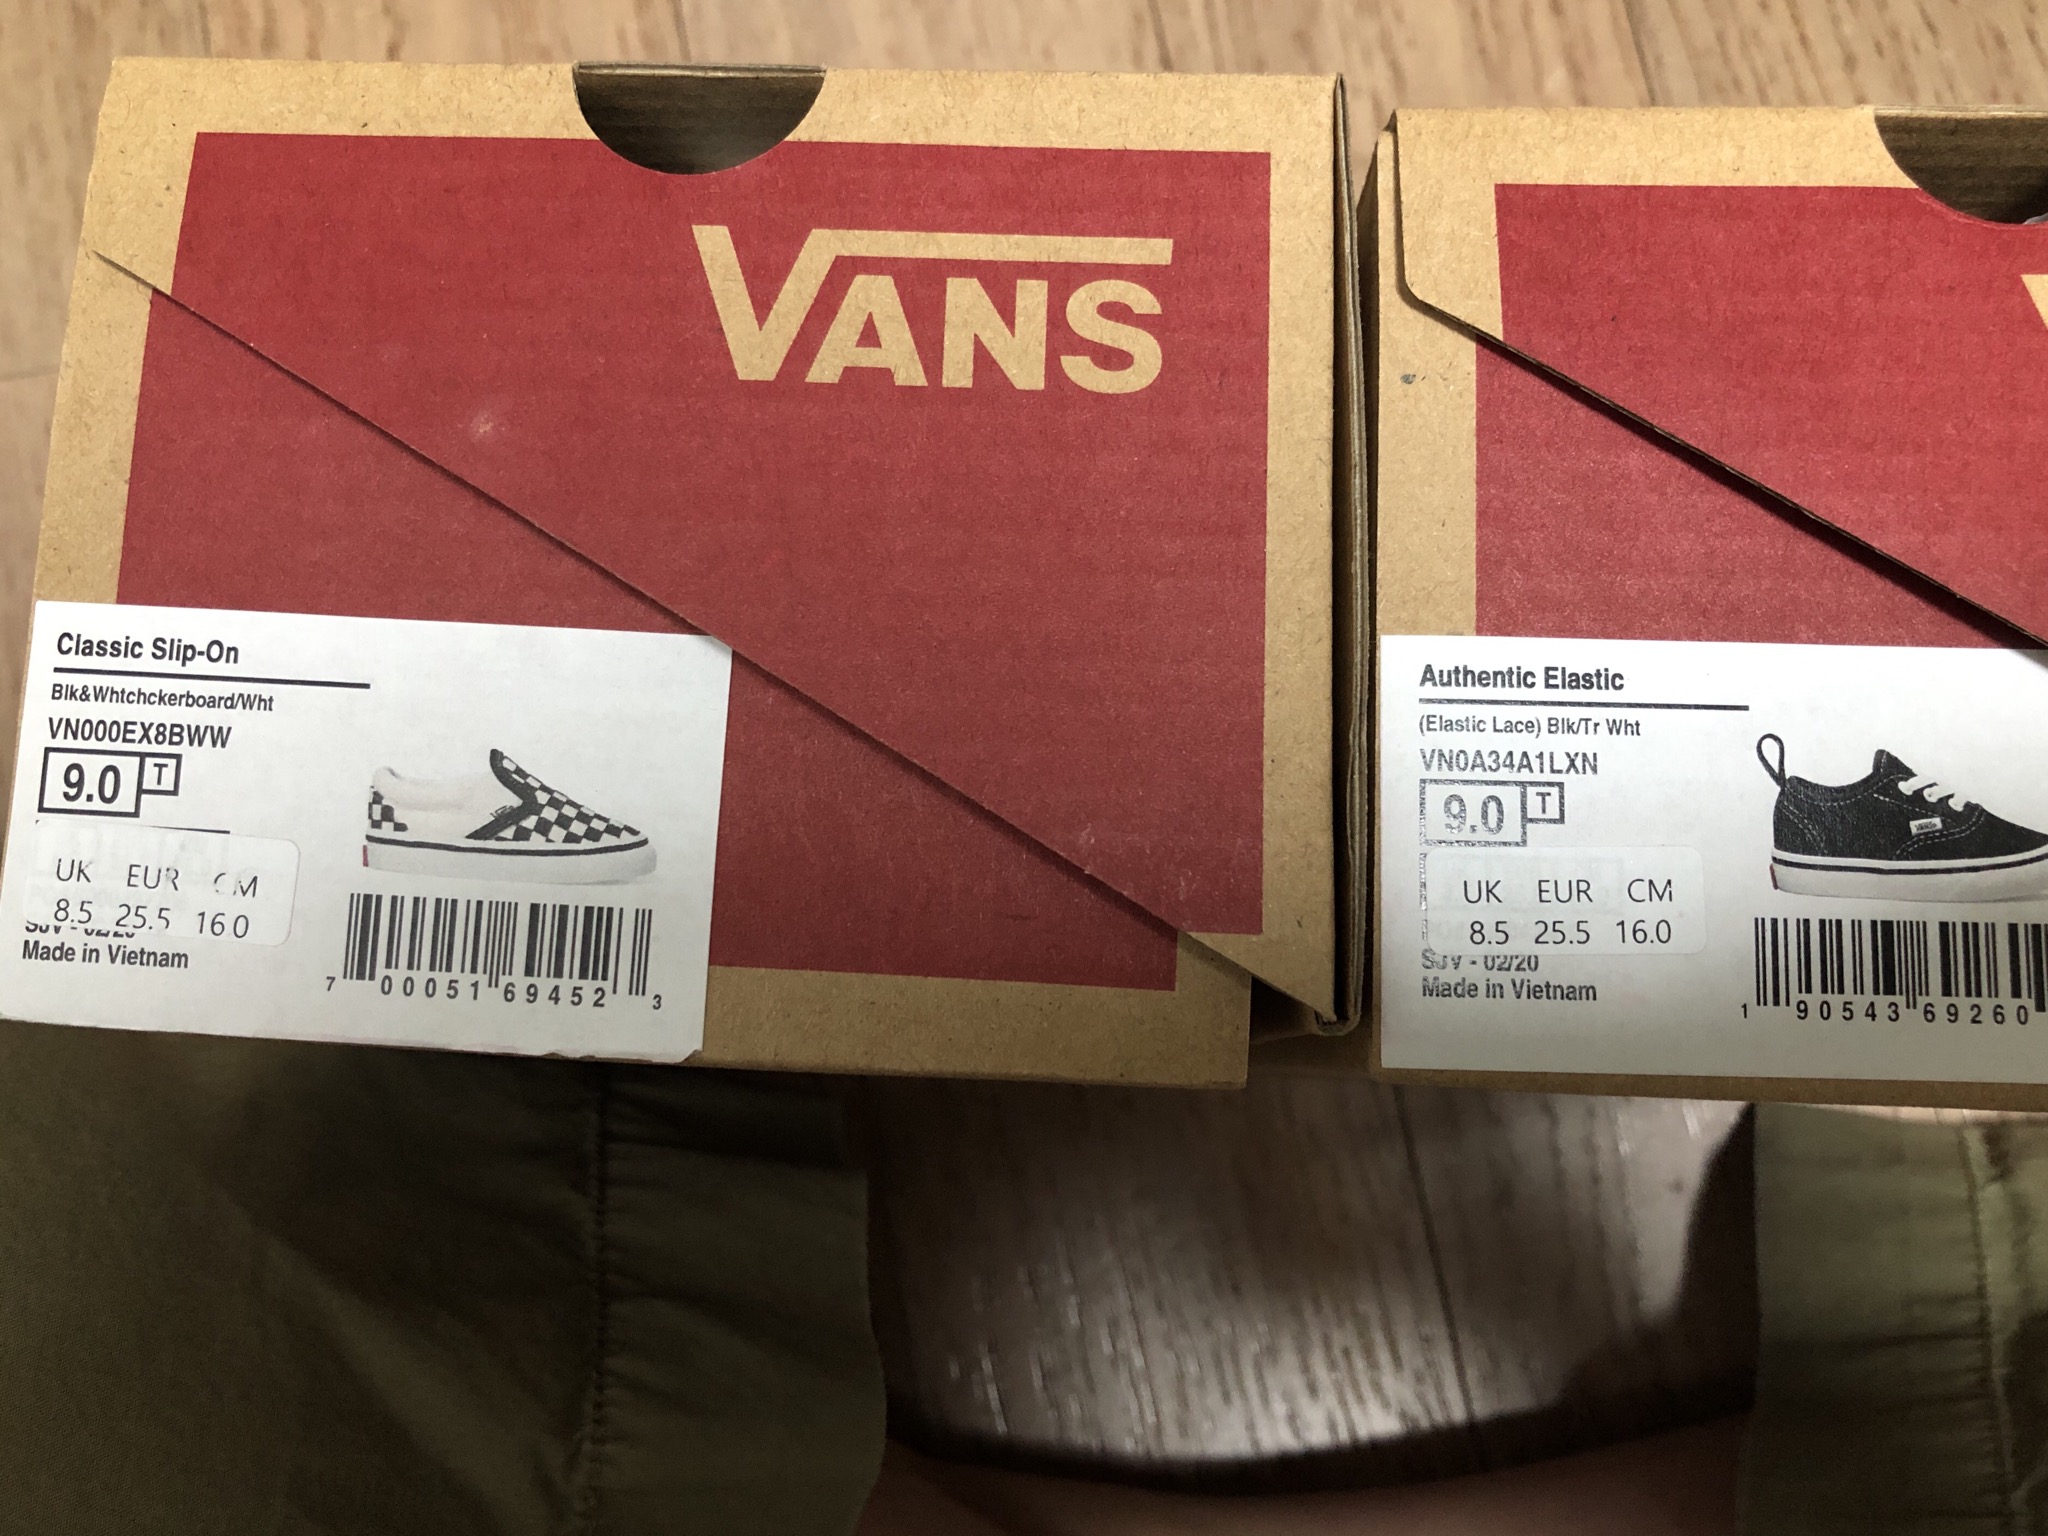 VANS
Classic Slip-On
Blk&Whtchckerboard/Wht
VN000EX8BWW
9.0 T
UK EUR CM
8.5 25.5 16.0
Made in Vietnam
7 00051 69452 3
Authentic Elastic
(Elastic Lace) Blk/Tr Wht
VN0A34A1LXN
9.0 T
VANS
UK EUR CM
8.5 25.5 16.0
SJV - 02/20
Made in Vietnam
1 90543 69260